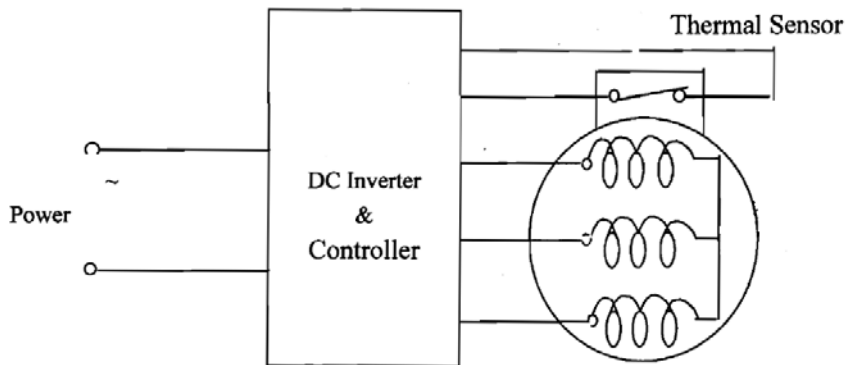 Thermal Sensor
DC Inverter
&
Controller
~
Power